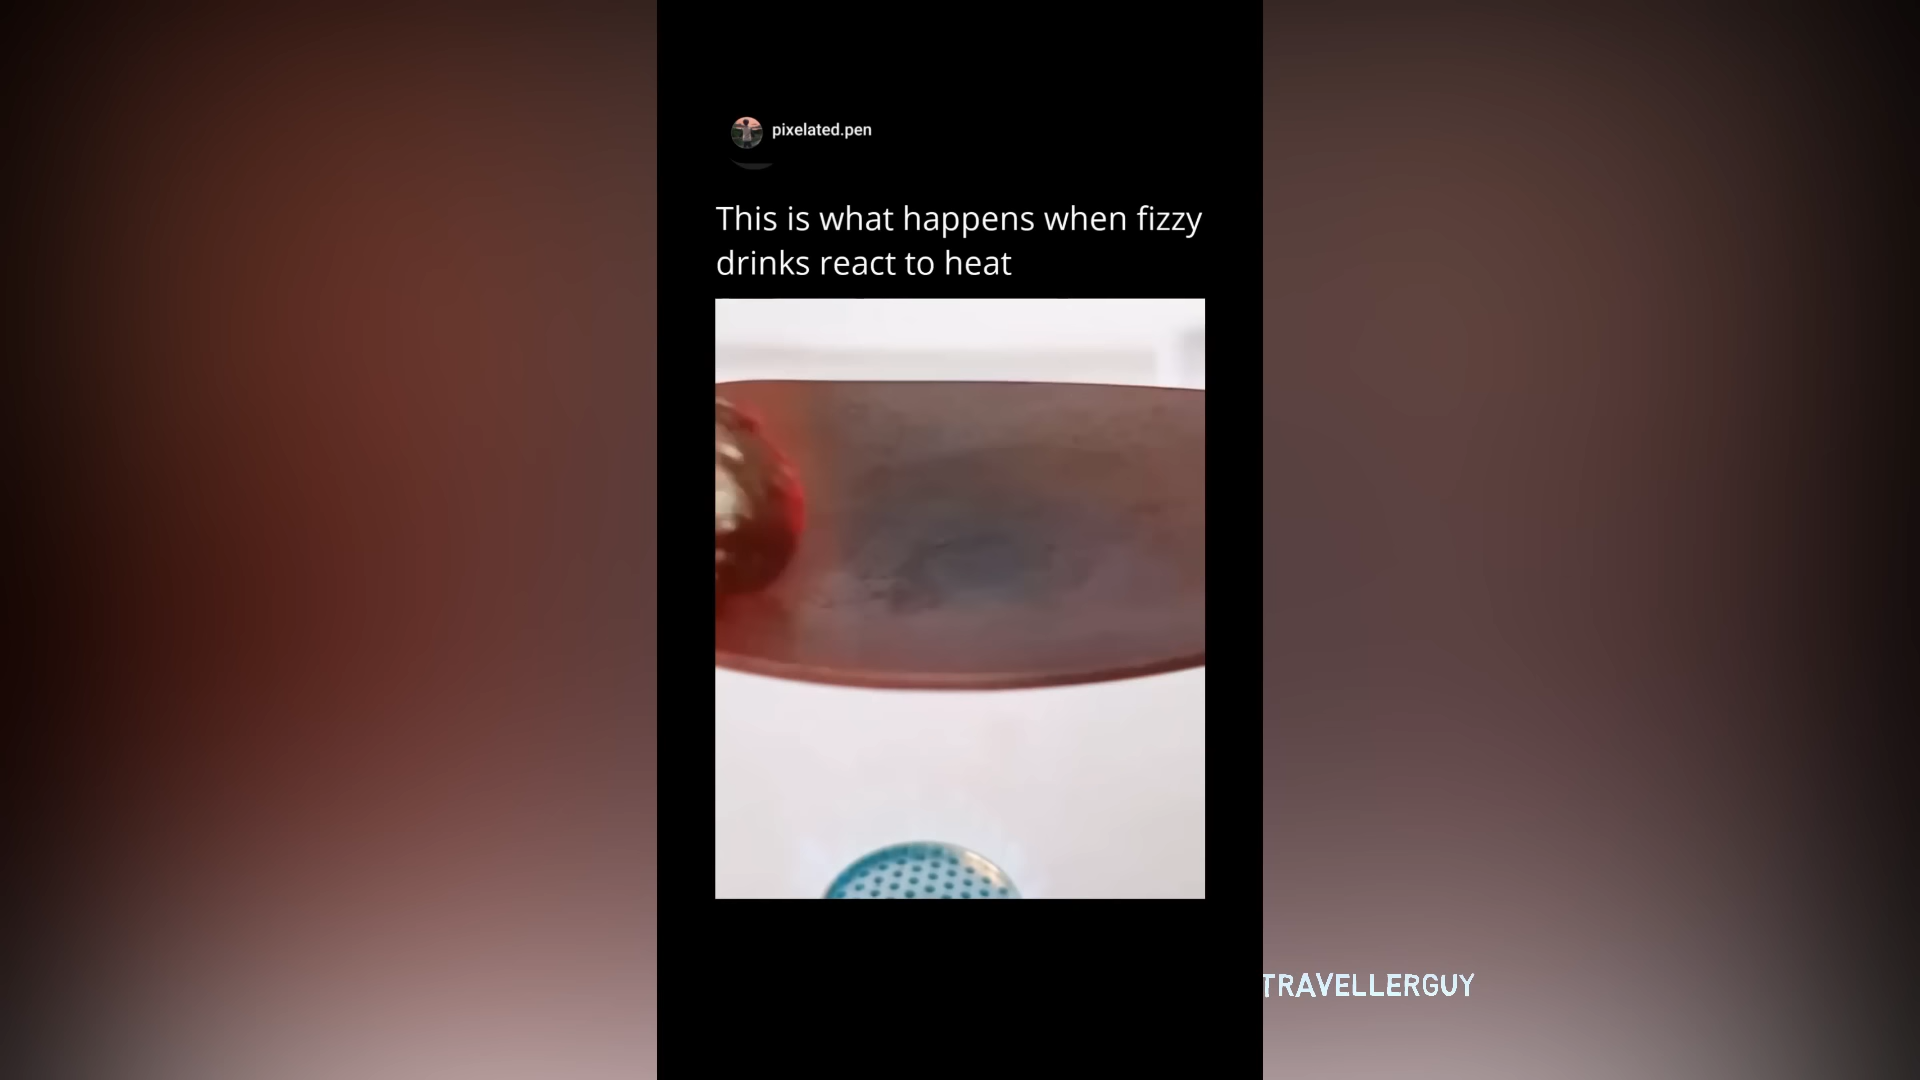 pixelated.pen
This is what happens when fizzy
drinks react to heat
TRAVELLERGUY